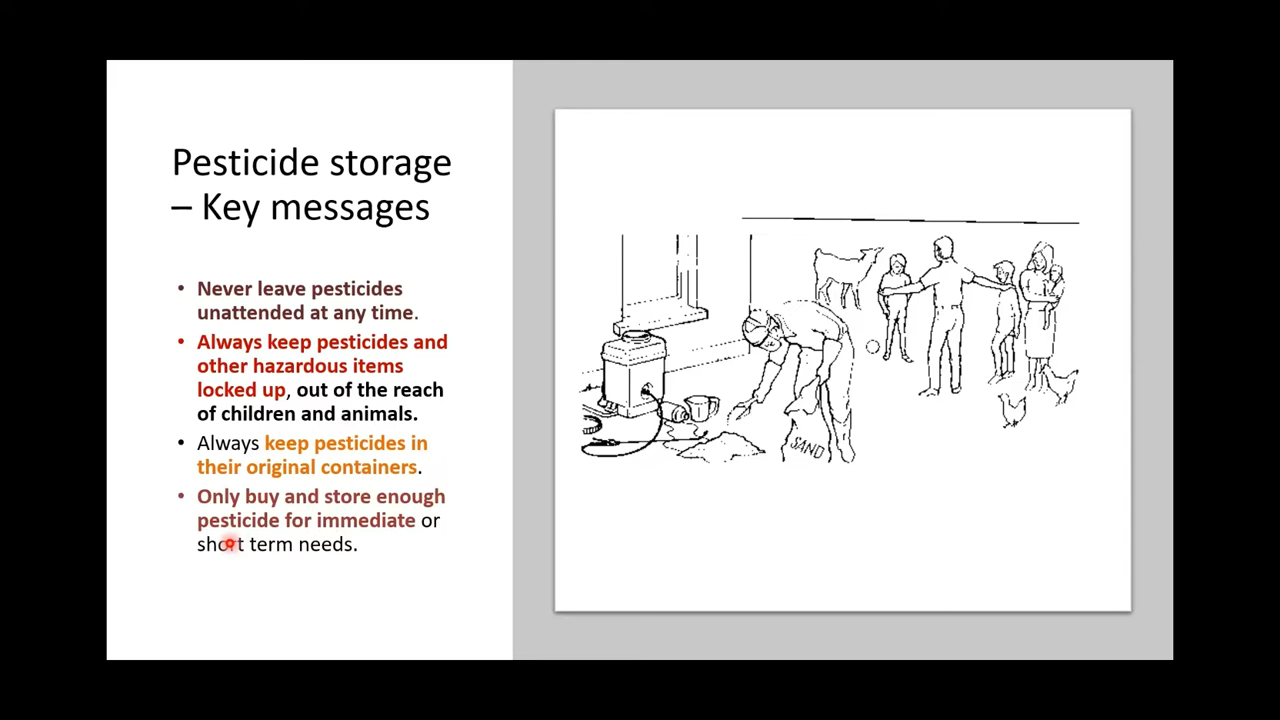 Pesticide storage
– Key messages
• Never leave pesticides
unattended at any time.
• Always keep pesticides and
other hazardous items
locked up, out of the reach
of children and animals.
• Always keep pesticides in
their original containers.
• Only buy and store enough
pesticide for immediate or
short term needs.
SAND